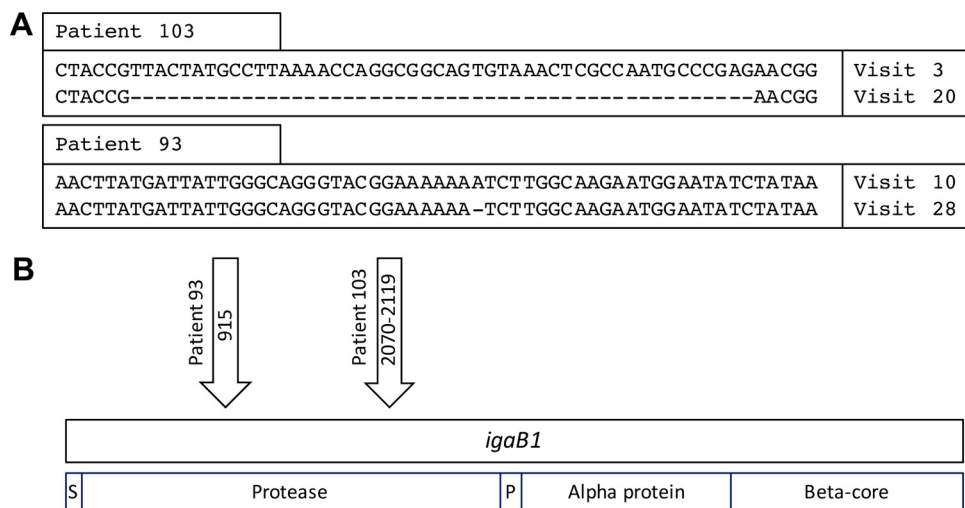 A
Patient 103
CTACCGTTACTATGCCTTAAAACCAGGCGGCAGTGTAAACTCGCCAATGCCCGAGAACGG Visit 3
CTACCG-------------------------------------------------AACGG Visit 20
Patient 93
AACTTATGATTATTGGGCAGGGTACGGAAAAAAATCTTGGCAAGAATGGAATATCTATAA Visit 10
AACTTATGATTATTGGGCAGGGTACGGAAAAAA-TCTTGGCAAGAATGGAATATCTATAA Visit 28
B
Patient 93
915
Patient 103
2070-2119
igaB1
S Protease P Alpha protein Beta-core